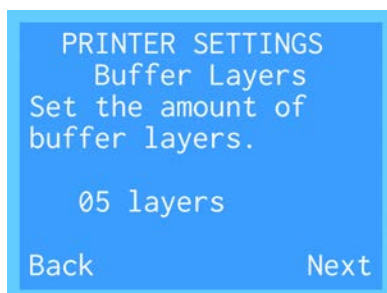 PRINTER SETTINGS
Buffer Layers
Set the amount of
buffer layers.
05 layers
Back Next